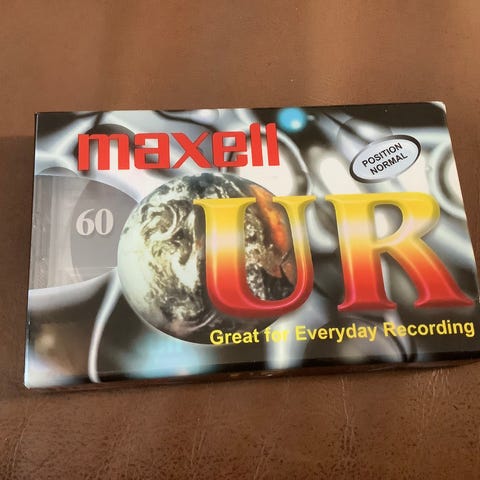 maxell
POSITION
NORMAL
60
UR
Great for Everyday Recording